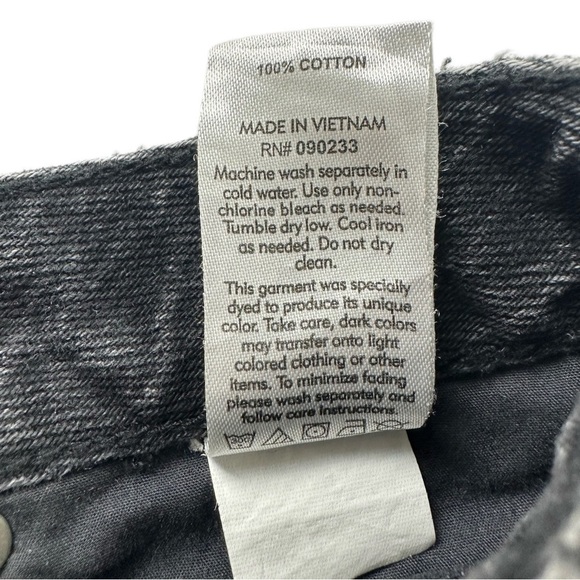 100% COTTON
MADE IN VIETNAM
RN# 090233
Machine wash separately in
cold water. Use only non-
chlorine bleach as needed.
Tumble dry low. Cool iron
as needed. Do not dry
clean.
This garment was specially
dyed to produce its unique
color. Take care, dark colors
may transfer onto light
colored clothing or other
items. To minimize fading
please wash separately and
follow care instructions.